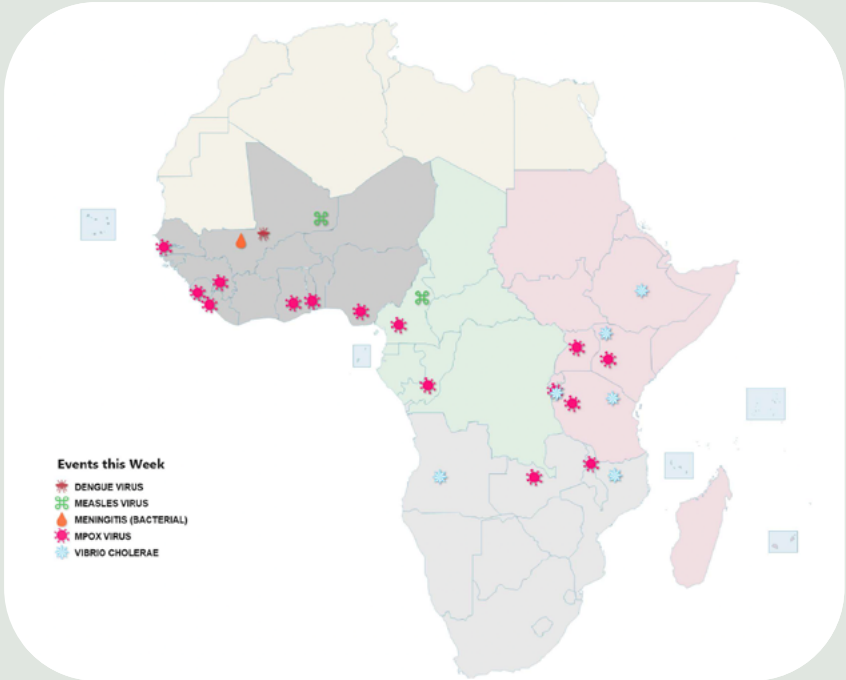 Events this Week
DENGUE VIRUS
MEASLES VIRUS
MENINGITIS (BACTERIAL)
MPOX VIRUS
VIBRIO CHOLERAE